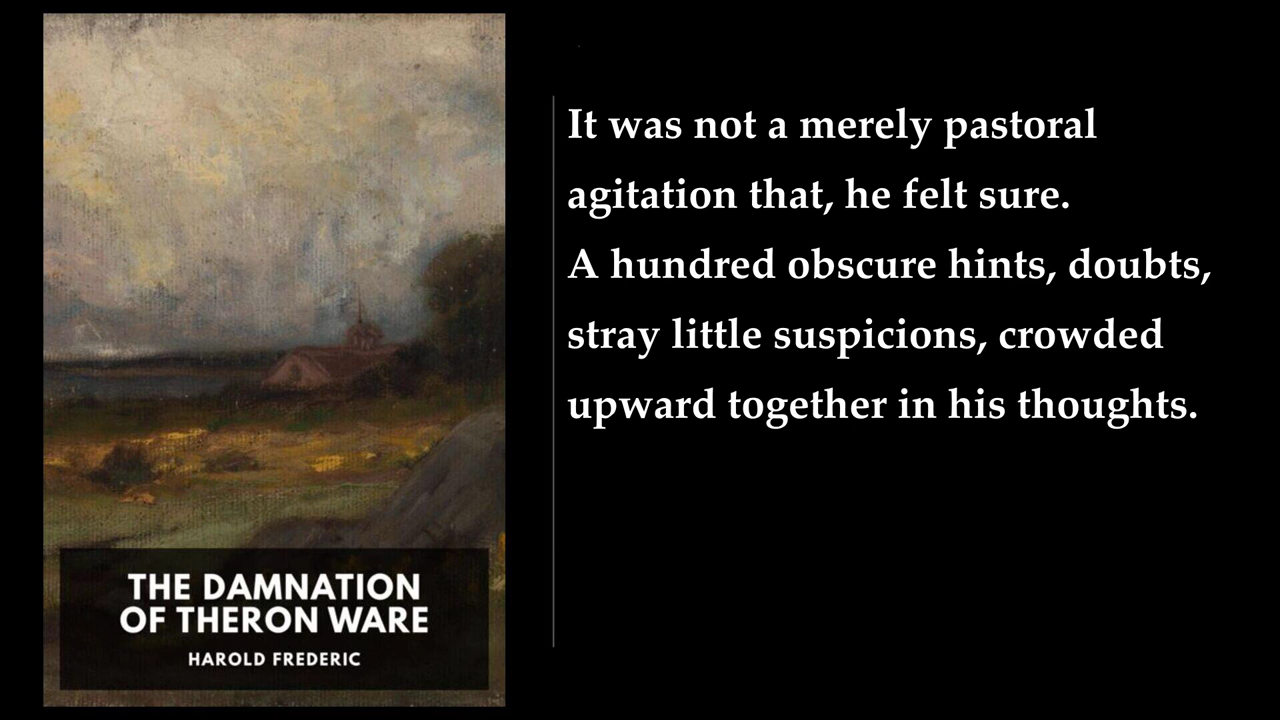 THE DAMNATION
OF THERON WARE
HAROLD FREDERIC
It was not a merely pastoral
agitation that, he felt sure.
A hundred obscure hints, doubts,
stray little suspicions, crowded
upward together in his thoughts.